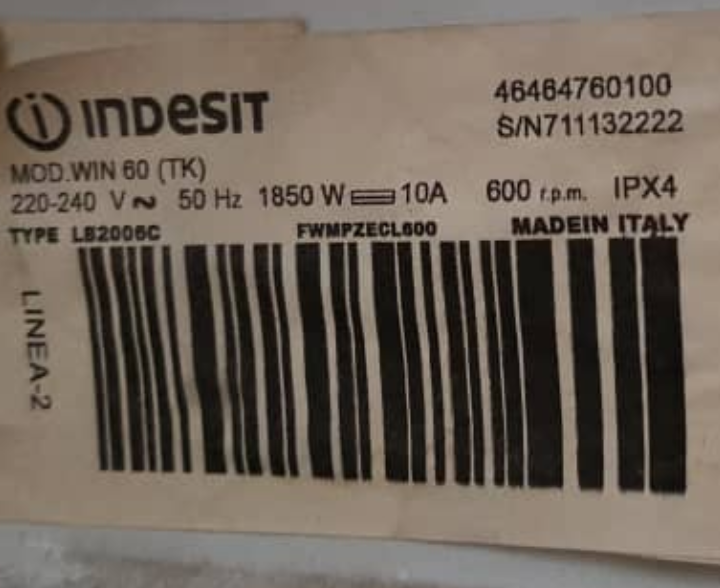 indesit
46464760100
S/N711132222
MOD.WIN 60 (TK)
220-240 V ~ 50 Hz 1850 W 10A 600 r.p.m. IPX4
TYPE LB2006C FWMPZECL600 MADEIN ITALY
LINEA-2